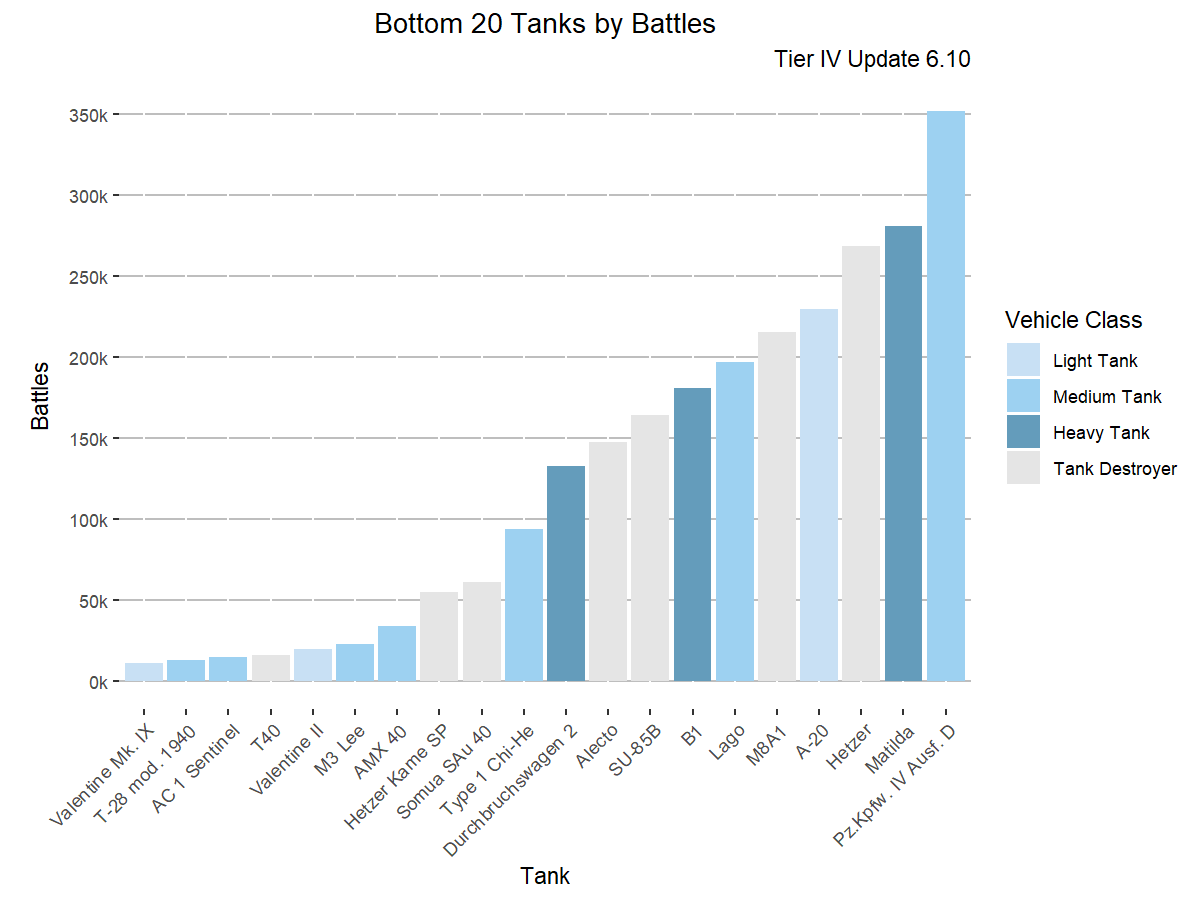 Bottom 20 Tanks by Battles
Tier IV Update 6.10
350k
300k
250k
200k
150k
100k
50k
0k
Battles
Valentine Mk. IX
T-28 mod. 1940
AC 1 Sentinel
T40
Valentine II
M3 Lee
AMX 40
Hetzer Kame SP
Somua SAu 40
Type 1 Chi-He
Durchbruchswagen 2
Alecto
SU-85B
B1
Lago
M8A1
A-20
Hetzer
Matilda
Pz.Kpfw. IV Ausf. D
Tank
Vehicle Class
Light Tank
Medium Tank
Heavy Tank
Tank Destroyer